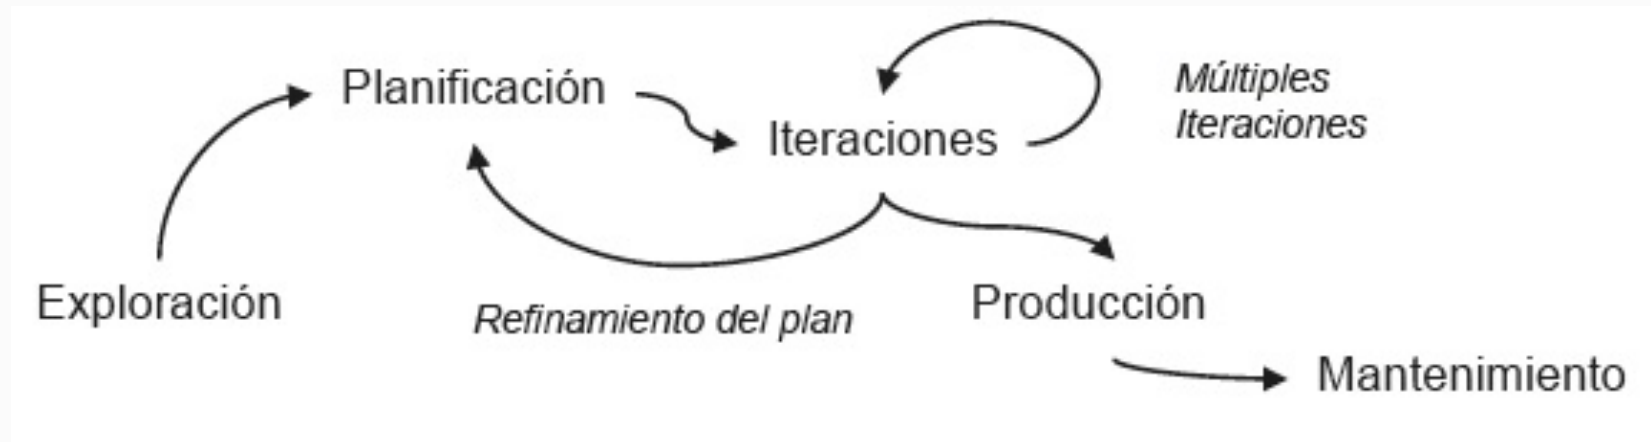 Planificación
Múltiples
Iteraciones
Iteraciones
Exploración
Refinamiento del plan
Producción
Mantenimiento